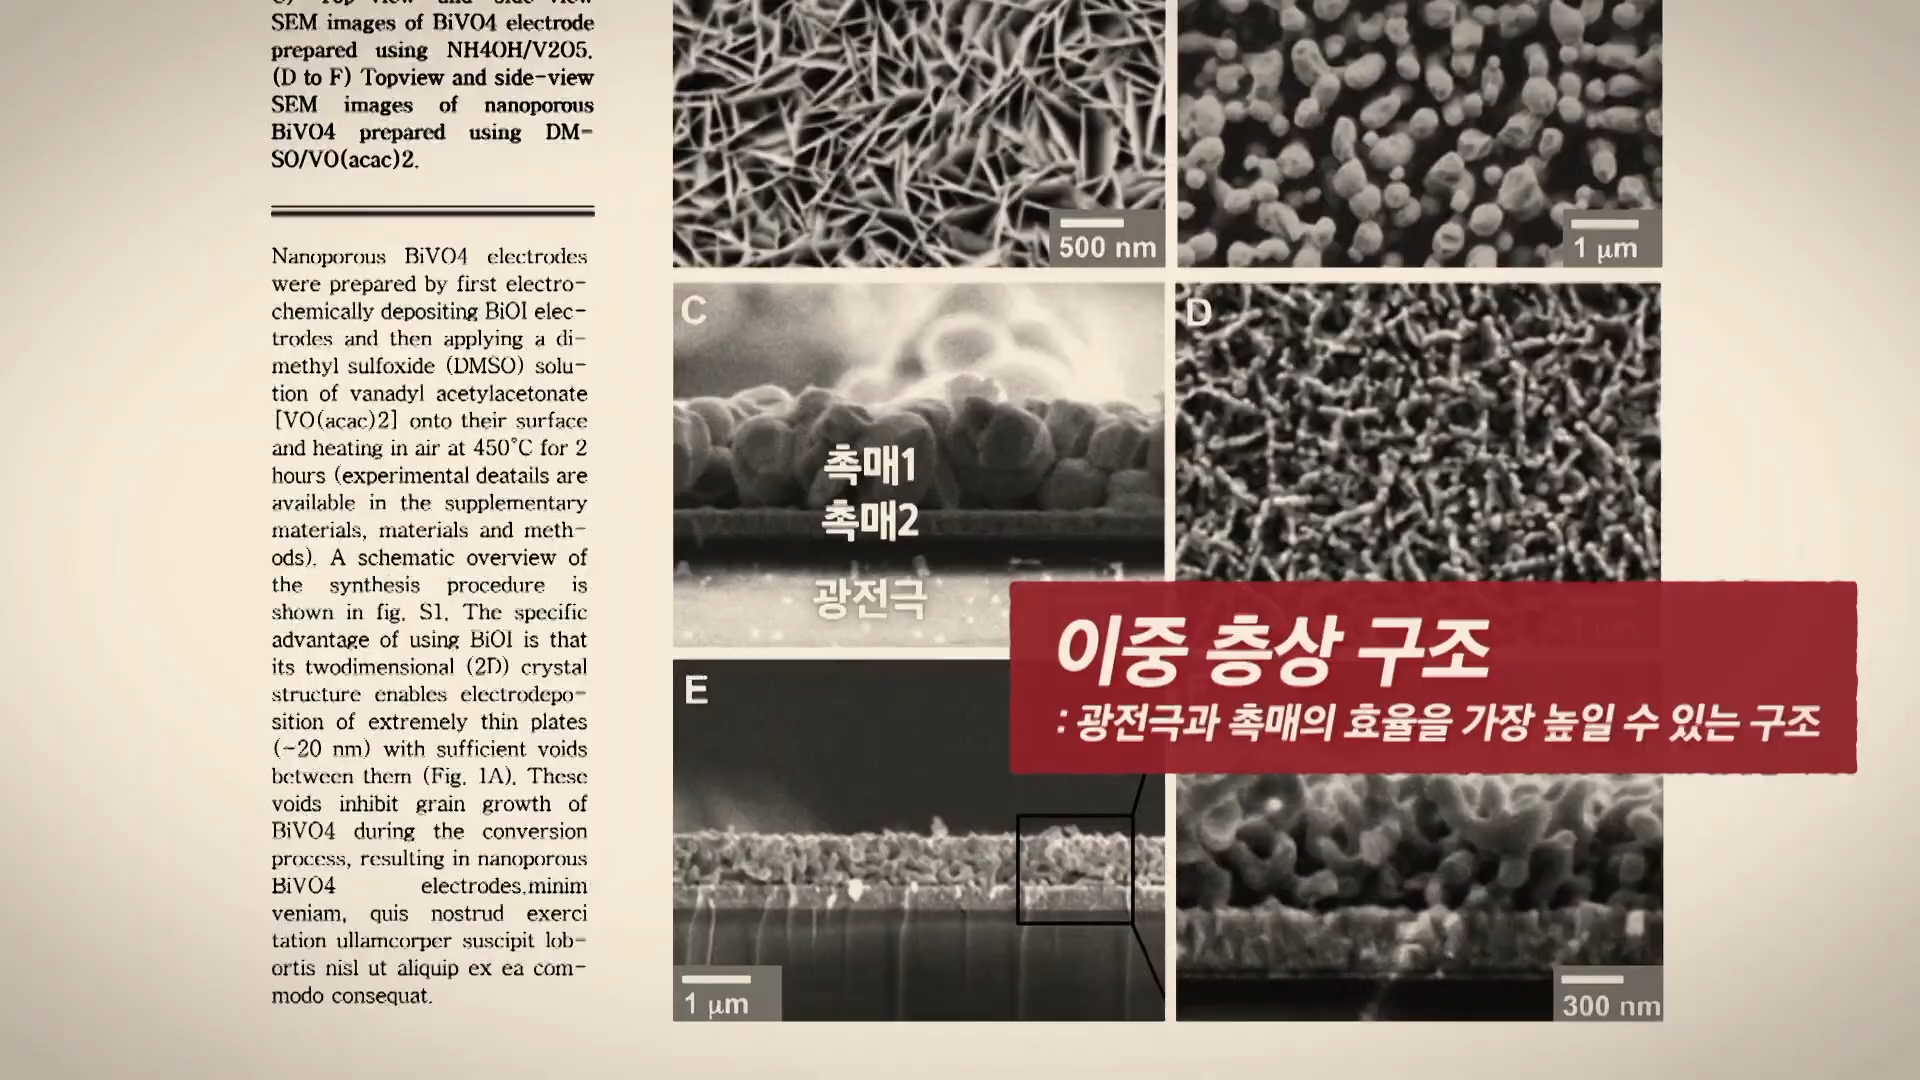 SEM images of BiVO4 electrode
prepared using NH4OH/V2O5.
(D to F) Topview and side-view
SEM images of nanoporous
BiVO4 prepared using DM-
SO/VO(acac)2.
Nanoporous BiVO4 electrodes
were prepared by first electro-
chemically depositing BiOI elec-
trodes and then applying a di-
methyl sulfoxide (DMSO) solu-
tion of vanadyl acetylacetonate
[VO(acac)2] onto their surface
and heating in air at 450°C for 2
hours (experimental deatails are
available in the supplementary
materials, materials and meth-
ods). A schematic overview of
the synthesis procedure is
shown in fig. S1. The specific
advantage of using BiOI is that
its twodimensional (2D) crystal
structure enables electrodepo-
sition of extremely thin plates
(~20 nm) with sufficient voids
between them (Fig. 1A). These
voids inhibit grain growth of
BiVO4 during the conversion
process, resulting in nanoporous
BiVO4 electrodes.minim
veniam, quis nostrud exerci
tation ullamcorper suscipit lob-
ortis nisl ut aliquip ex ea com-
modo consequat.
500 nm
1 μm
C
촉매1
촉매2
광전극
D
이중 층상 구조
: 광전극과 촉매의 효율을 가장 높일 수 있는 구조
E
1 μm
300 nm